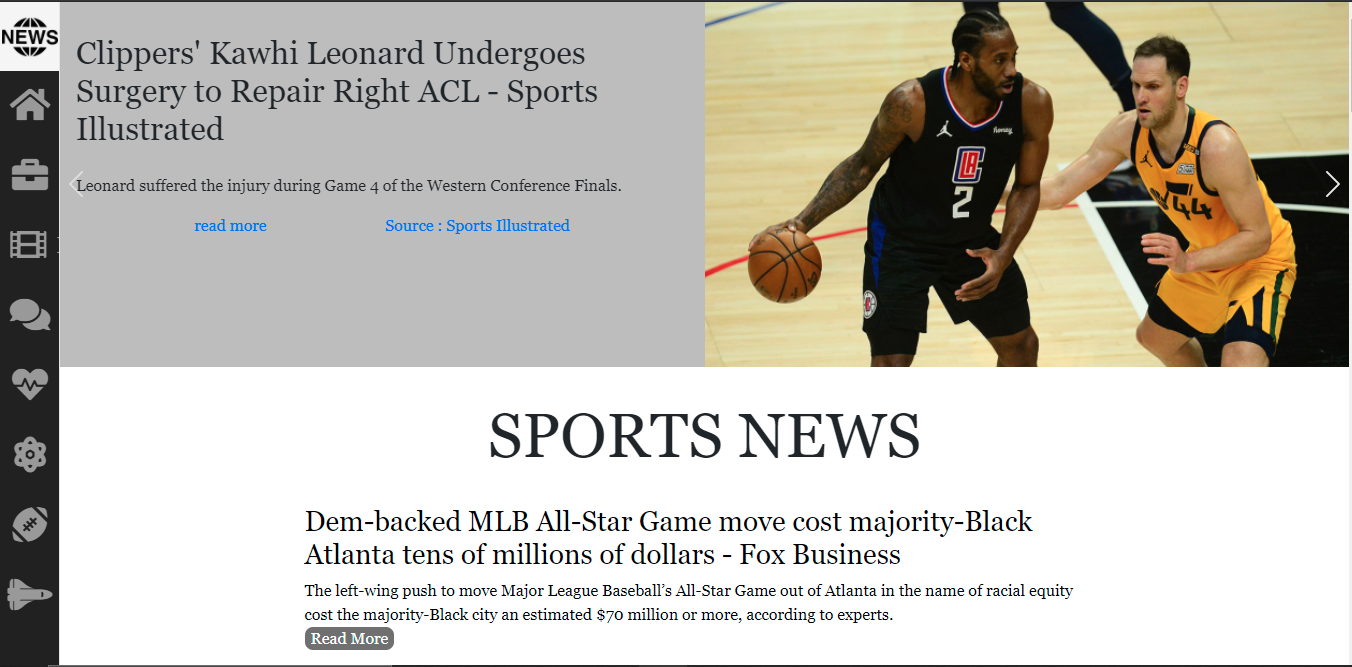 NEWS
Clippers' Kawhi Leonard Undergoes
Surgery to Repair Right ACL - Sports
Illustrated
Leonard suffered the injury during Game 4 of the Western Conference Finals.
read more
Source : Sports Illustrated
honey
LA
2
44
SPORTS NEWS
Dem-backed MLB All-Star Game move cost majority-Black
Atlanta tens of millions of dollars - Fox Business
The left-wing push to move Major League Baseball’s All-Star Game out of Atlanta in the name of racial equity
cost the majority-Black city an estimated $70 million or more, according to experts.
Read More